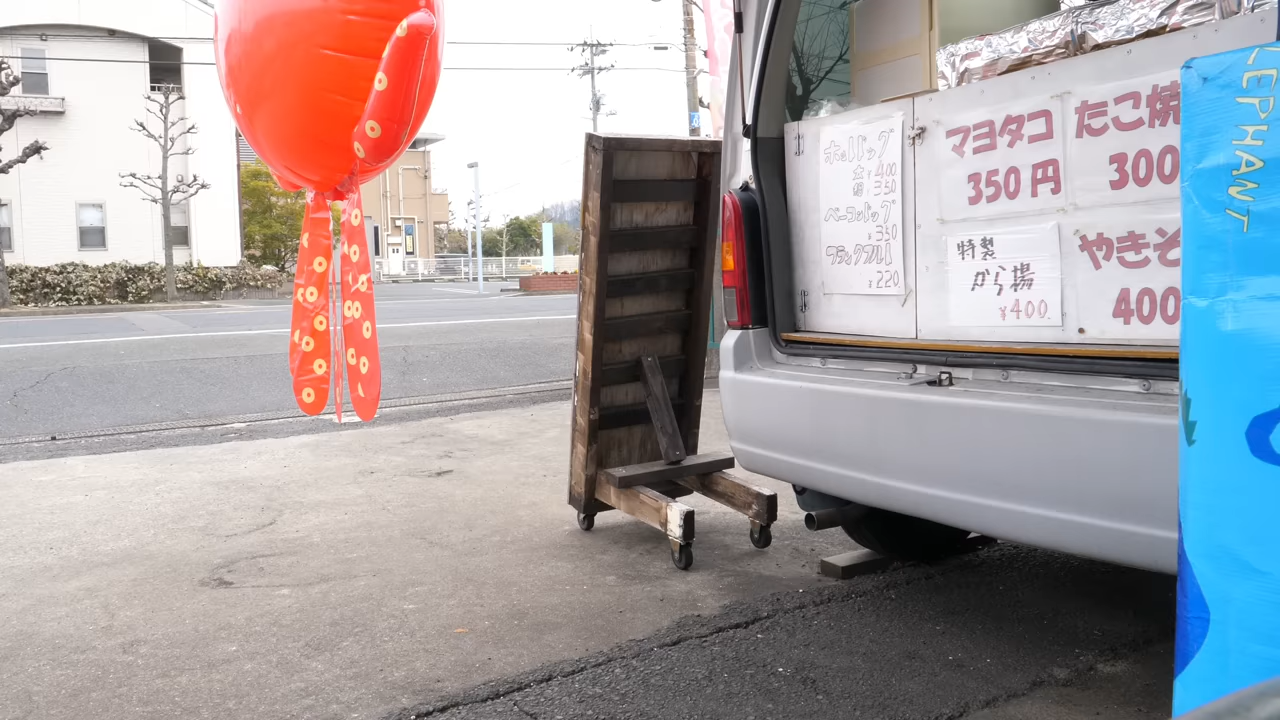 ホットドッグ
大 ¥400
350
ベーコンドッグ
¥350
フランクフルト
¥220
マヨタコ
350円
たこ焼
300
特製
から揚
¥400
やきそ
400
LEPHANT